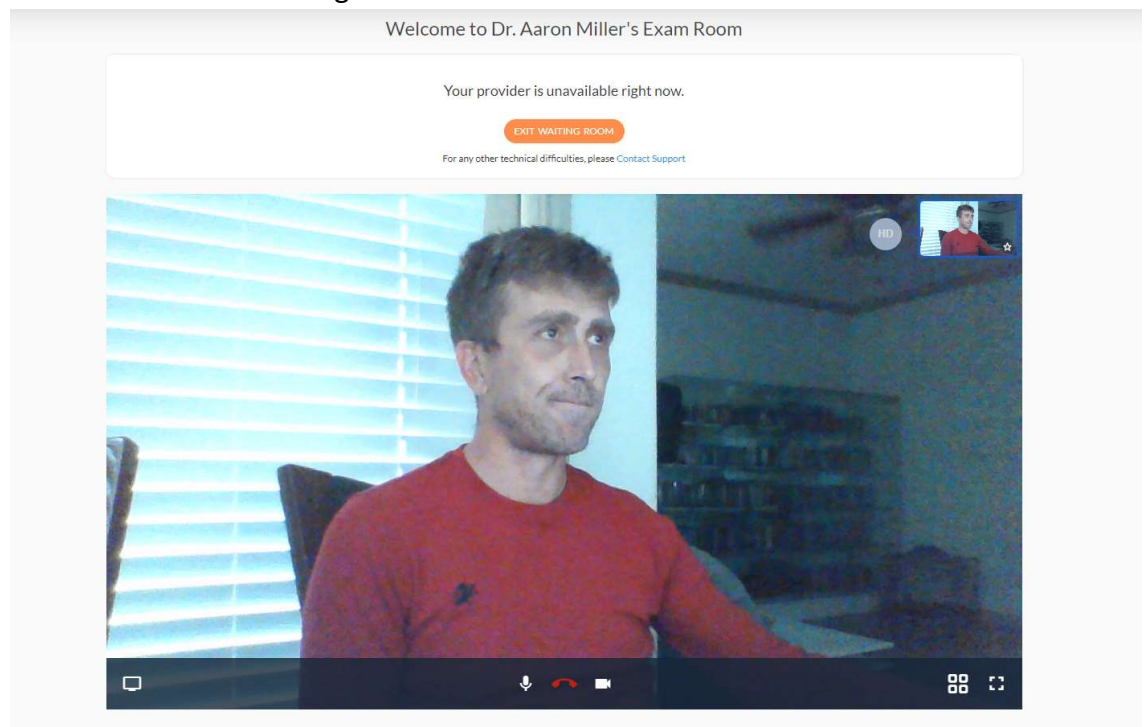 Welcome to Dr. Aaron Miller's Exam Room
Your provider is unavailable right now.
EXIT WAITING ROOM
For any other technical difficulties, please Contact Support
HD